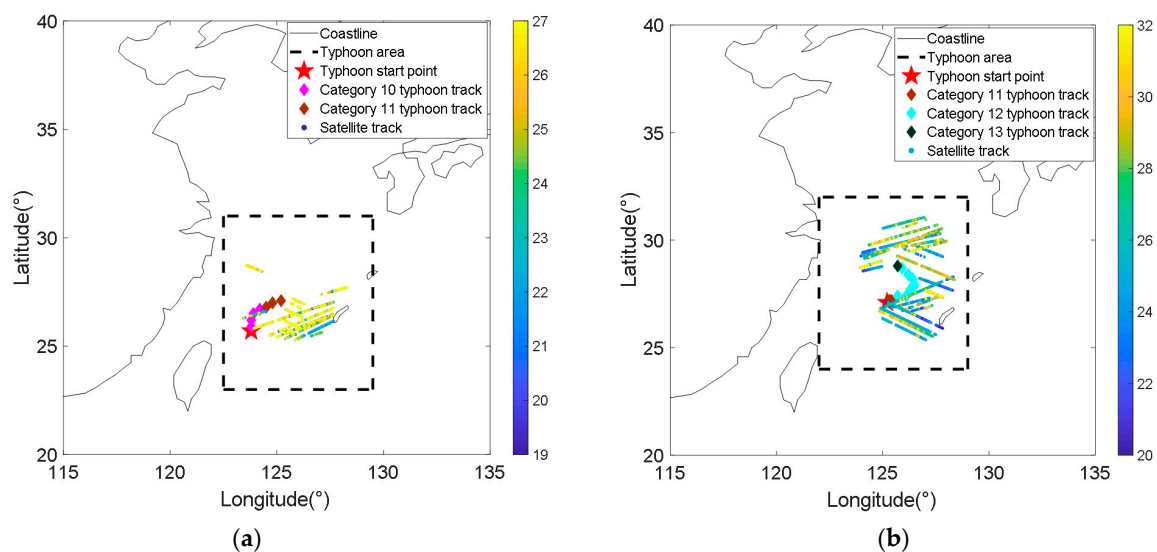 40
35
30
25
20
115
120
125
130
135
Latitude(°)
Longitude(°)
Coastline
Typhoon area
Typhoon start point
Category 10 typhoon track
Category 11 typhoon track
Satellite track
27
26
25
24
23
22
21
20
19
(a)
40
35
30
25
20
115
120
125
130
135
Latitude(°)
Longitude(°)
Coastline
Typhoon area
Typhoon start point
Category 11 typhoon track
Category 12 typhoon track
Category 13 typhoon track
Satellite track
32
30
28
26
24
22
20
(b)